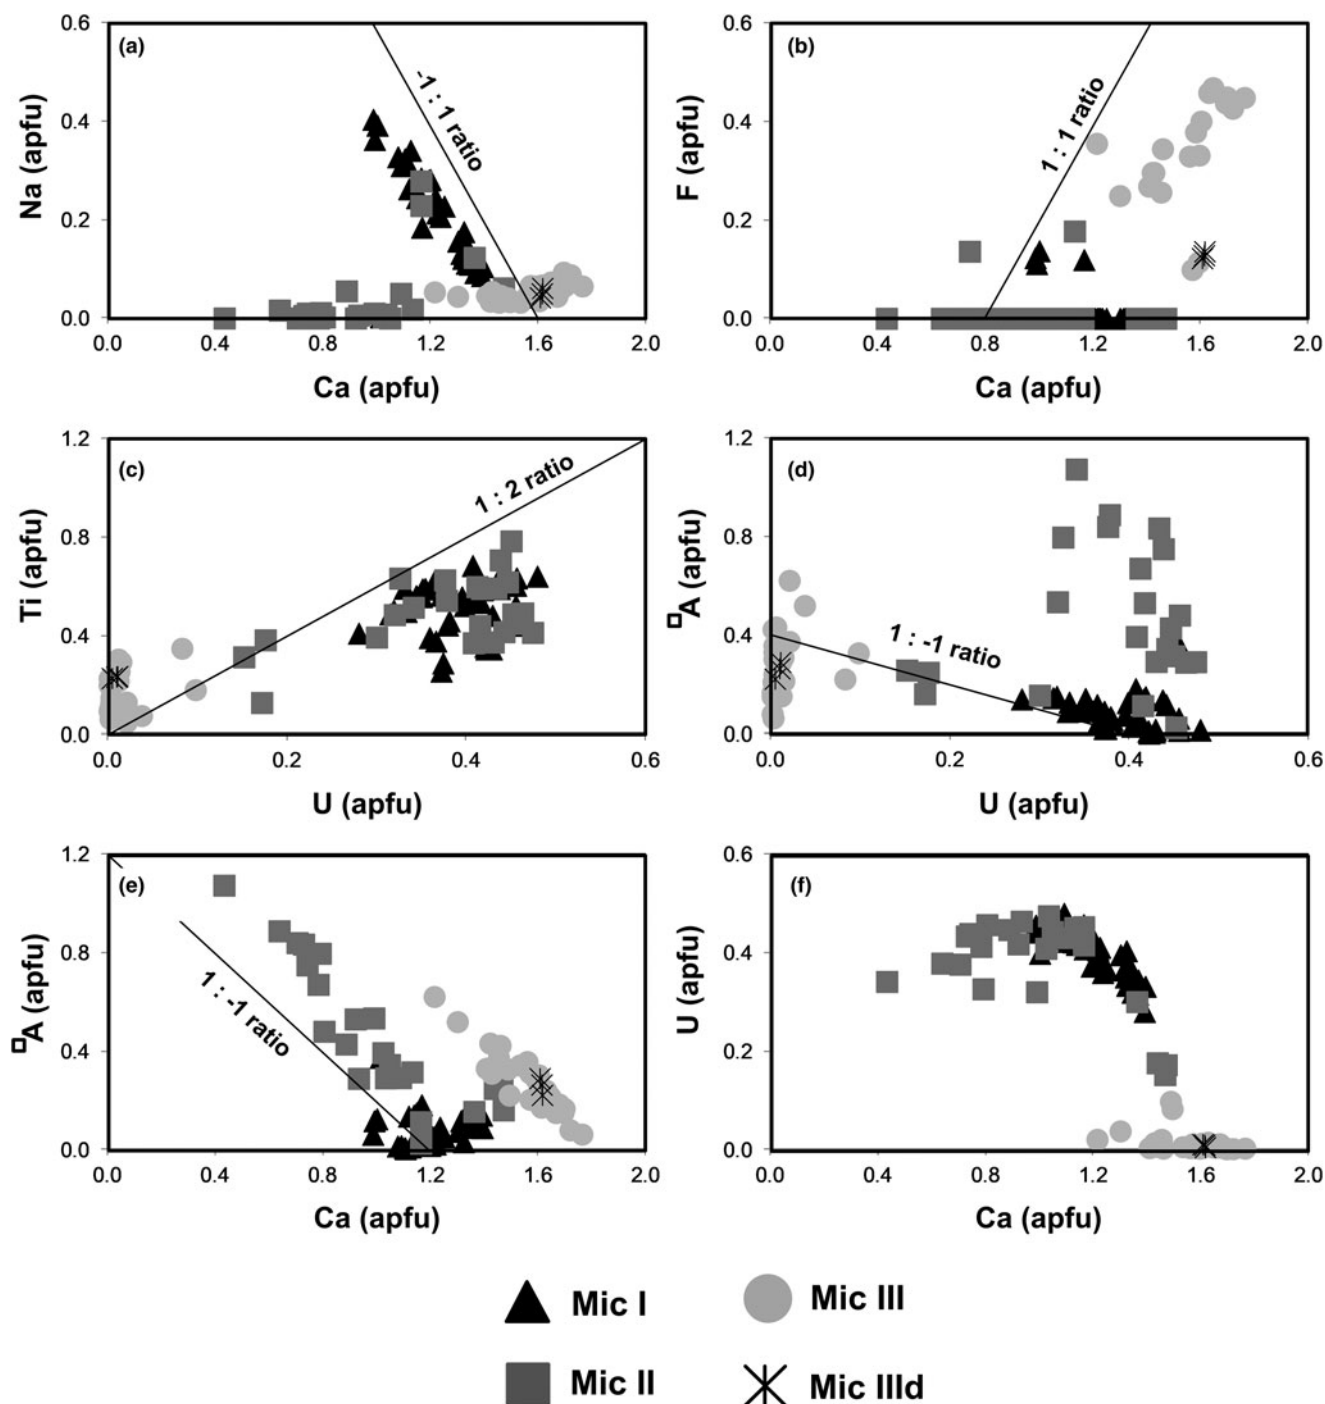 0.6
(a)
-1 : 1 ratio
0.4
Na (apfu)
0.2
0.0
0.0 0.4 0.8 1.2 1.6 2.0
Ca (apfu)
0.6
(b)
1 : 1 ratio
0.4
F (apfu)
0.2
0.0
0.0 0.4 0.8 1.2 1.6 2.0
Ca (apfu)
1.2
(c)
1 : 2 ratio
0.8
Ti (apfu)
0.4
0.0
0.0 0.2 0.4 0.6
U (apfu)
1.2
(d)
0.8
□A (apfu)
1 : -1 ratio
0.4
0.0
0.0 0.2 0.4 0.6
U (apfu)
1.2
(e)
0.8
□A (apfu)
1 : -1 ratio
0.4
0.0
0.0 0.4 0.8 1.2 1.6 2.0
Ca (apfu)
0.6
(f)
0.4
U (apfu)
0.2
0.0
0.0 0.4 0.8 1.2 1.6 2.0
Ca (apfu)
Mic I
Mic III
Mic II
Mic IIId